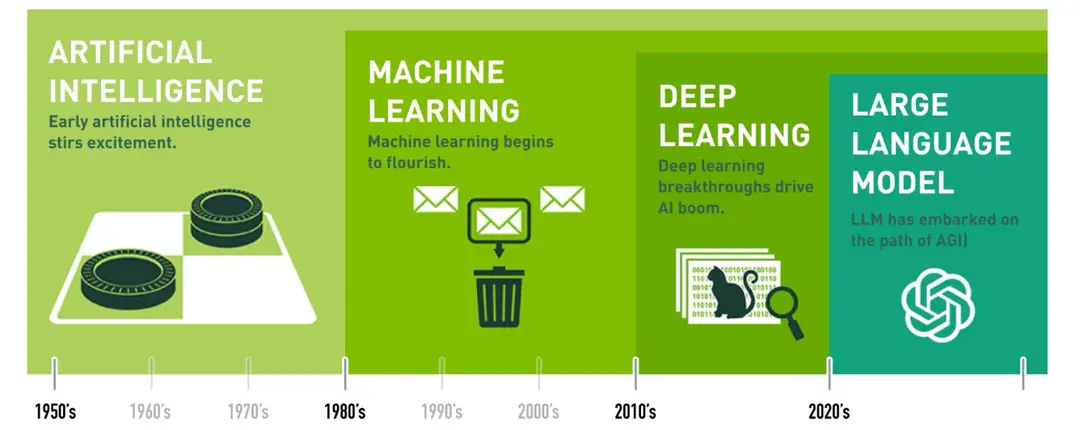 ARTIFICIAL
INTELLIGENCE
Early artificial intelligence
stirs excitement.
MACHINE
LEARNING
Machine learning begins
to flourish.
DEEP
LEARNING
Deep learning
breakthroughs drive
AI boom.
LARGE
LANGUAGE
MODEL
LLM has embarked on
the path of AGI)
1950's
1960's
1970's
1980's
1990's
2000's
2010's
2020's